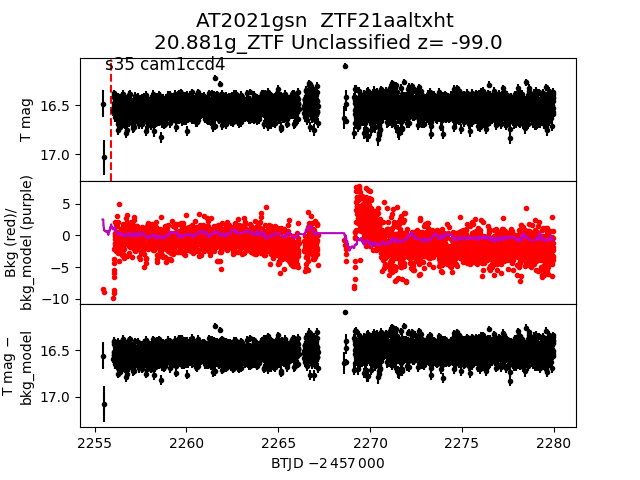 AT2021gsn  ZTF21aaltxht
20.881g_ZTF Unclassified z= -99.0
s35 cam1ccd4
T mag
16.5
17.0
Bkg (red)/
bkg_model (purple)
5
0
−5
−10
T mag −
bkg_model
16.5
17.0
2255
2260
2265
2270
2275
2280
BTJD −2 457 000